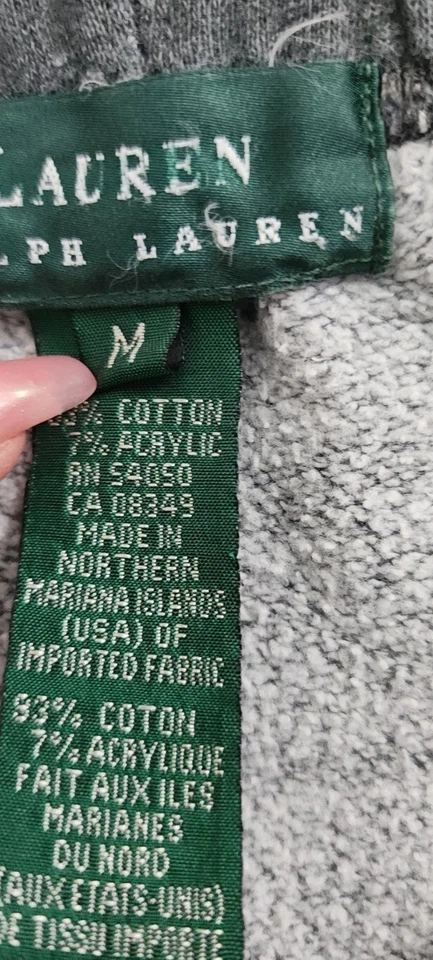 LAUREN
LPH LAUREN
M
% COTTON
7% ACRYLIC
RN 54050
CA 08349
MADE IN
NORTHERN
MARIANA ISLANDS
(USA) OF
IMPORTED FABRIC
93% COTON
7% ACRYLIQUE
FAIT AUX ILES
MARIANES
DU NORD
(AUX ETATS-UNIS)
DE TISSU IMPORTE